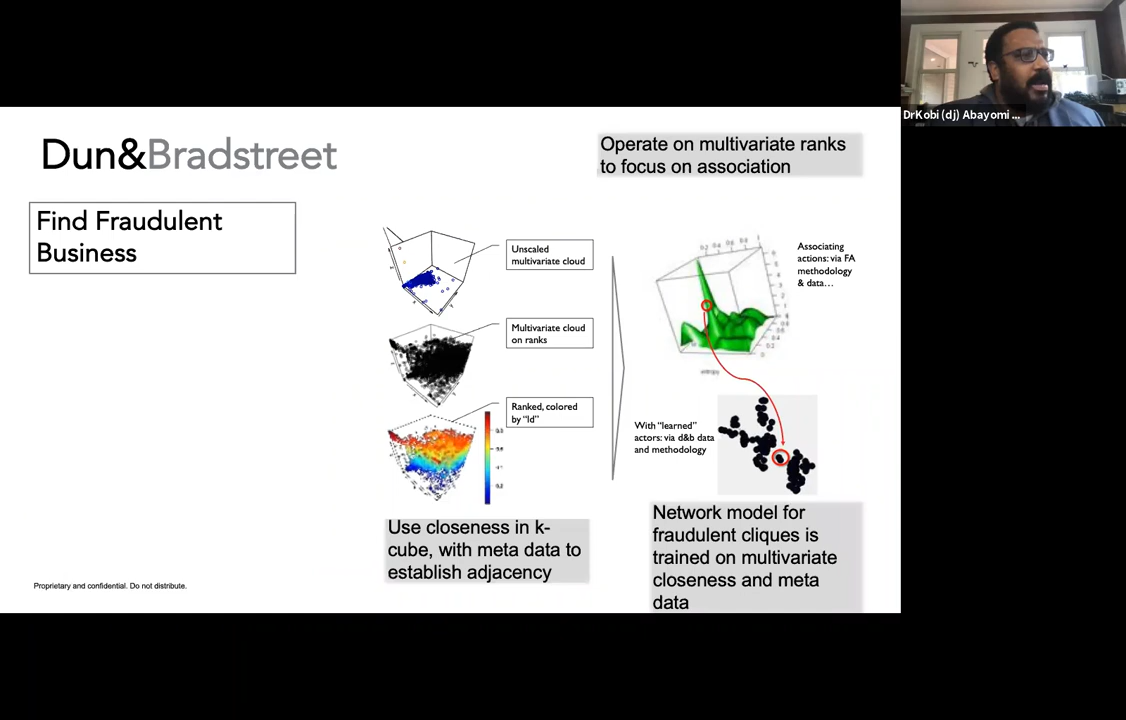 DrKobi (dj) Abayomi ...
Dun&Bradstreet
Find Fraudulent
Business
Operate on multivariate ranks
to focus on association
Unscaled
multivariate cloud
Multivariate cloud
on ranks
Ranked, colored
by "Id"
Use closeness in k-
cube, with meta data to
establish adjacency
Associating
actions: via FA
methodology
& data...
entropy
With "learned"
actors: via d&b data
and methodology
Network model for
fraudulent cliques is
trained on multivariate
closeness and meta
data
Proprietary and confidential. Do not distribute.